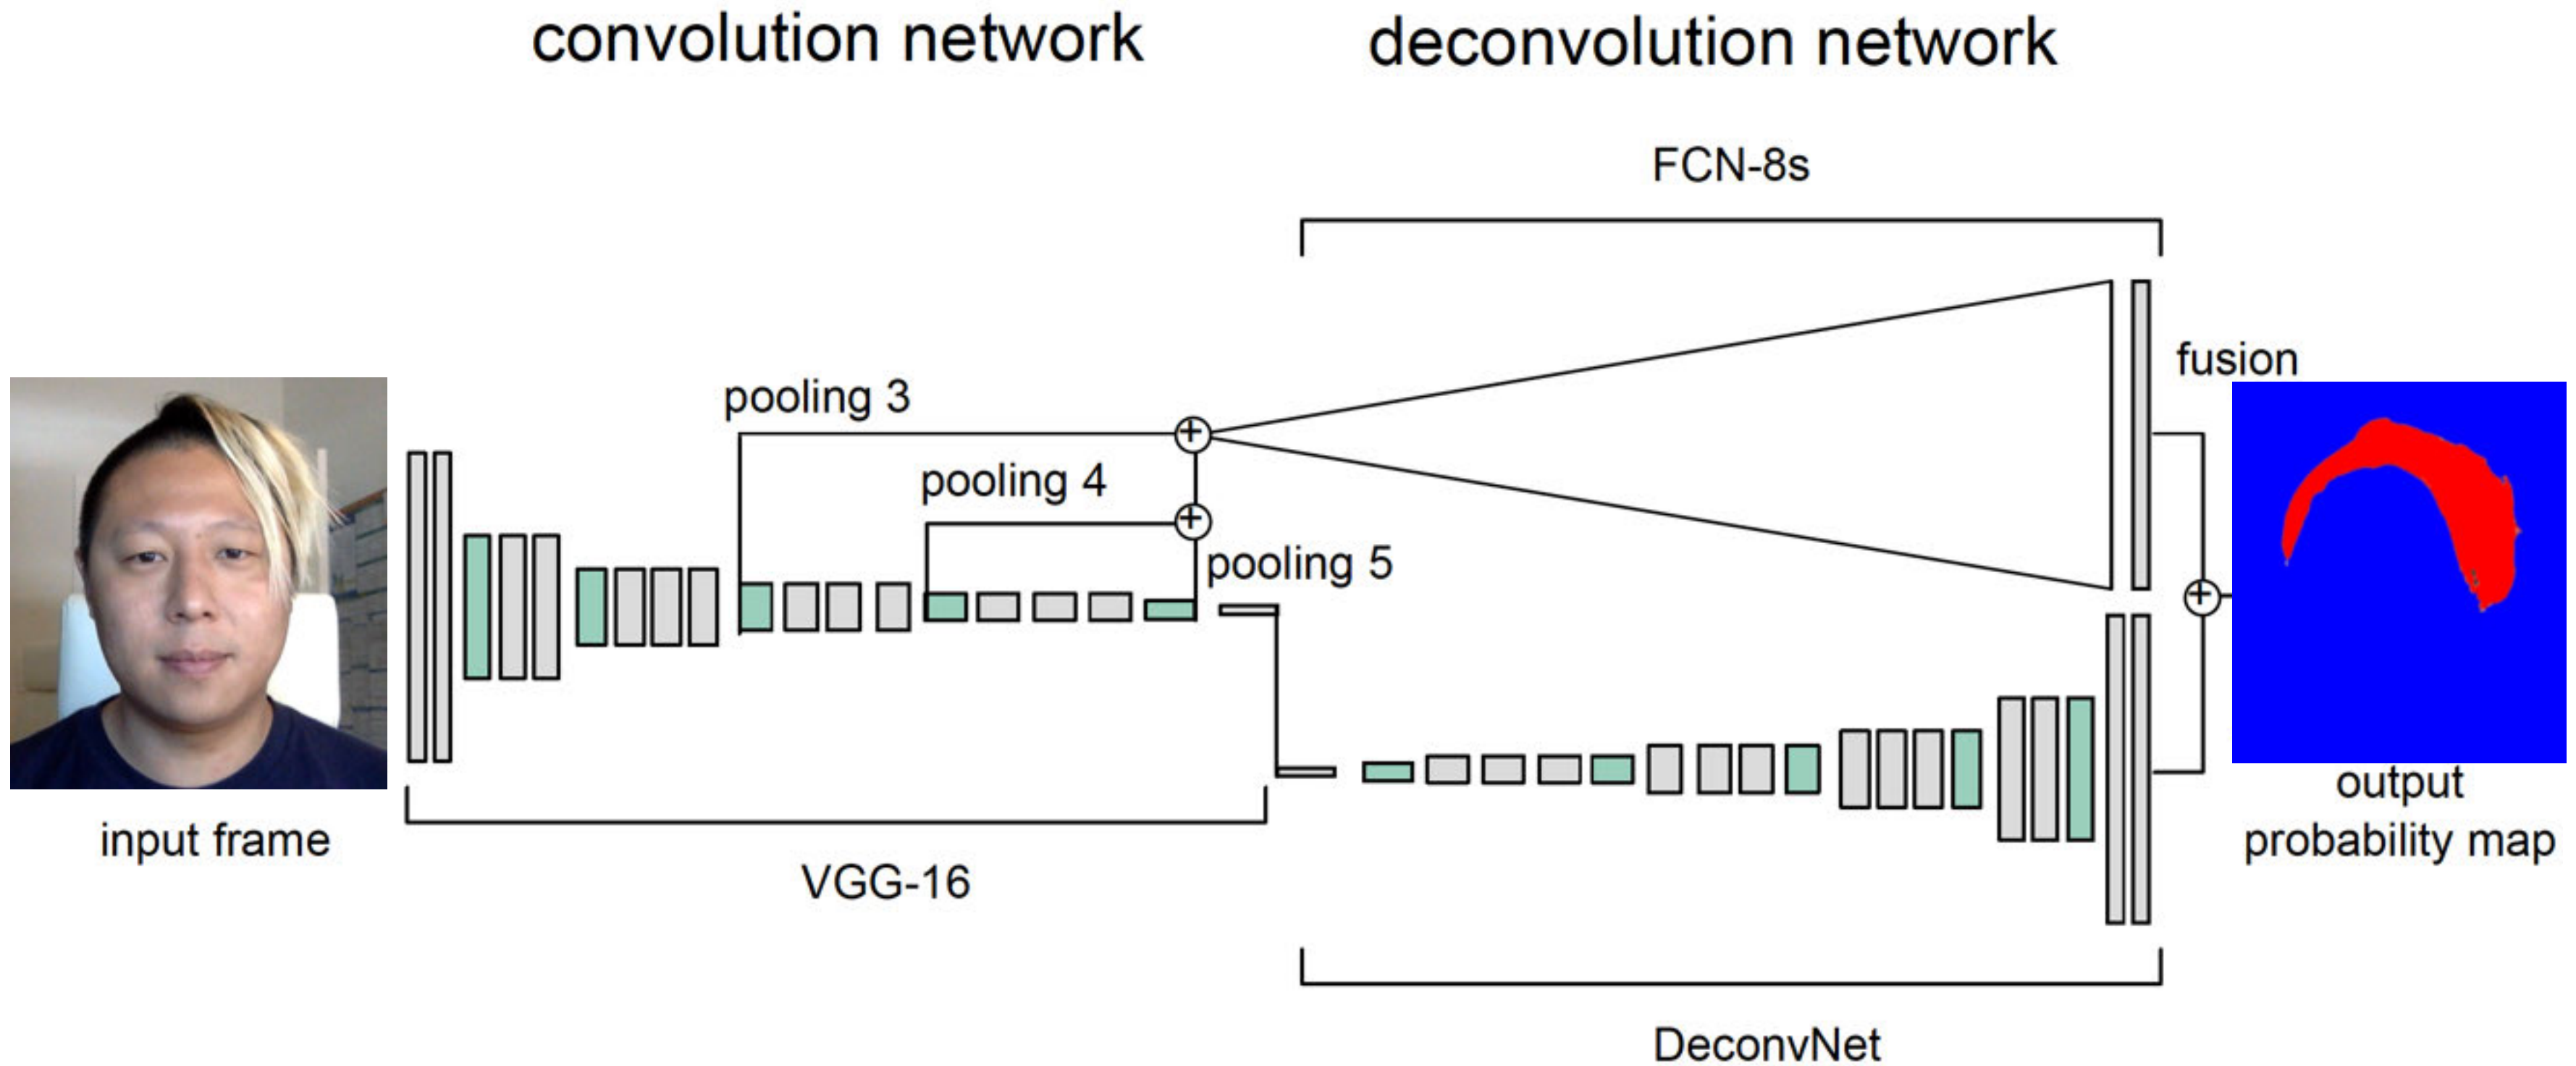 convolution network
deconvolution network
FCN-8s
pooling 3
pooling 4
pooling 5
fusion
input frame
VGG-16
output
probability map
DeconvNet